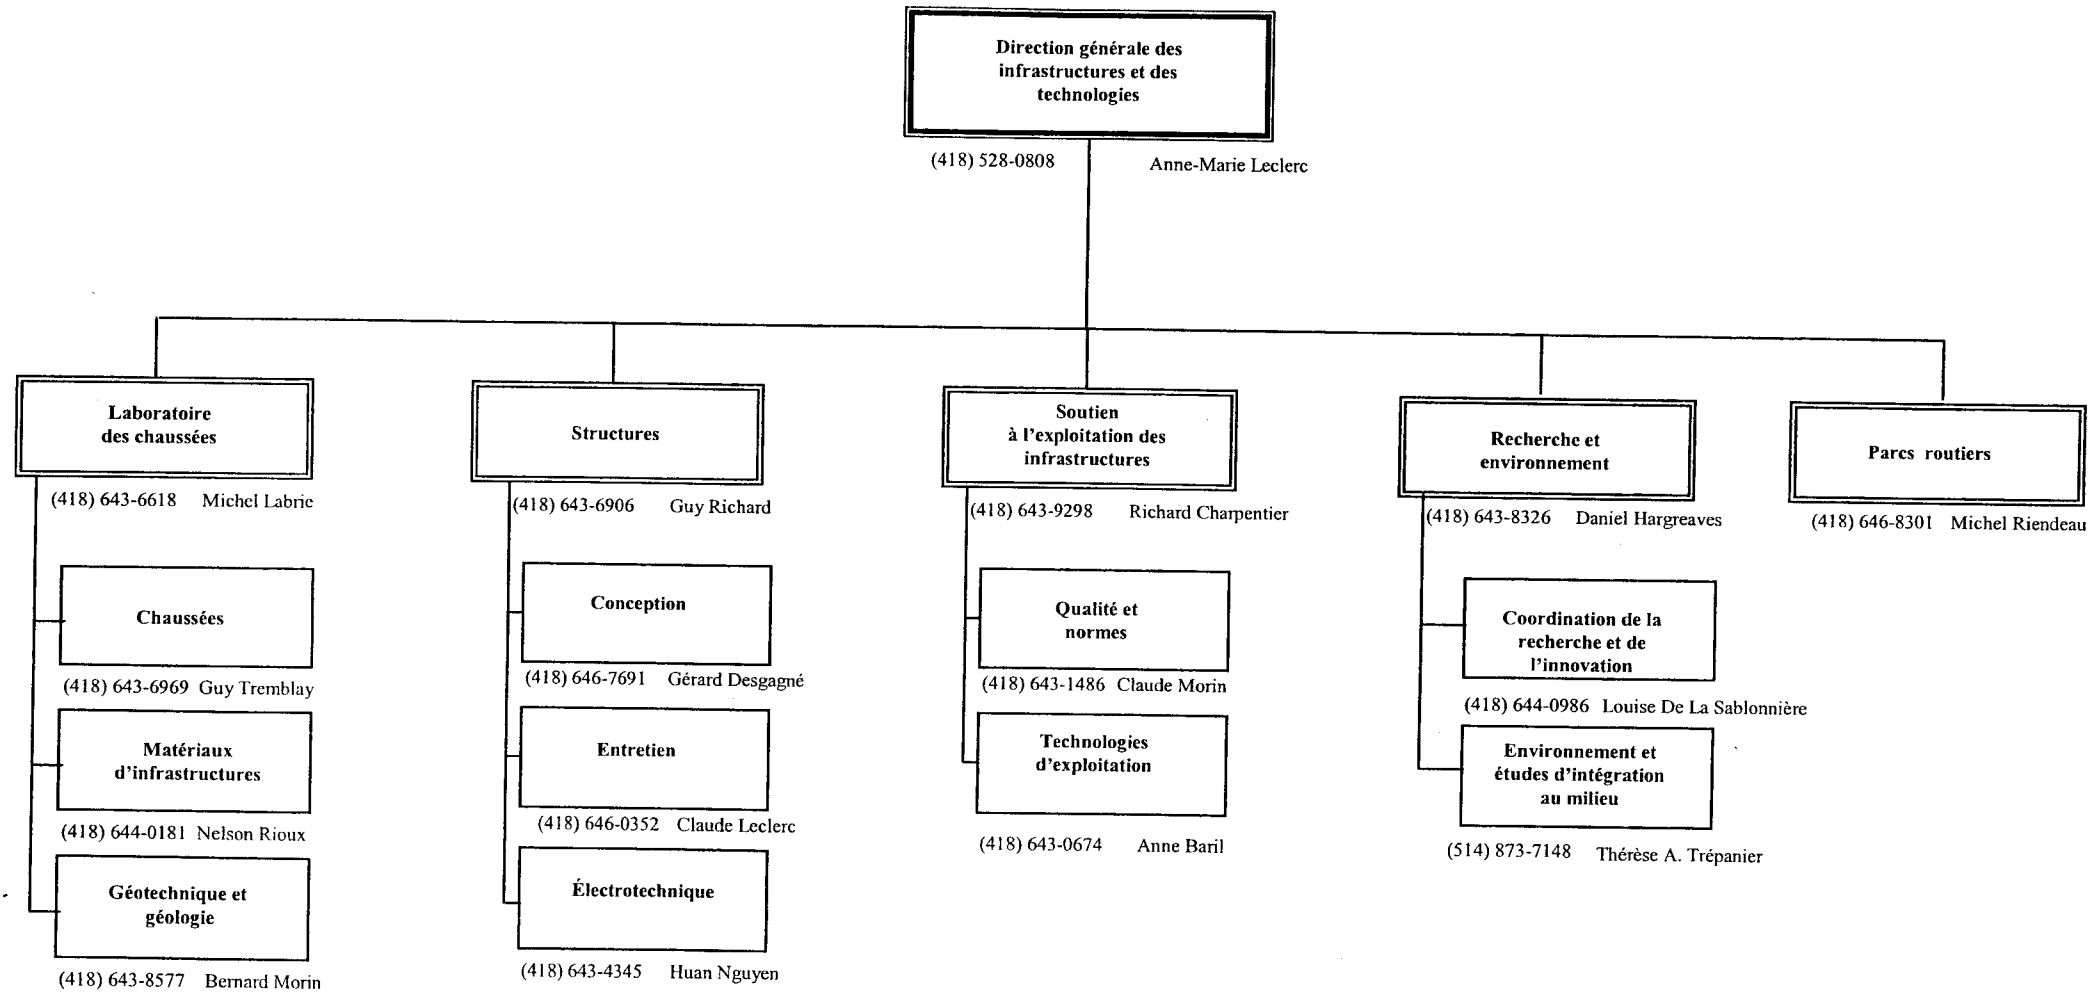 Direction générale des
infrastructures et des
technologies
(418) 528-0808 Anne-Marie Leclerc
Laboratoire
des chaussées
(418) 643-6618 Michel Labrie
Chaussées
(418) 643-6969 Guy Tremblay
Matériaux
d'infrastructures
(418) 644-0181 Nelson Rioux
Géotechnique et
géologie
(418) 643-8577 Bernard Morin
Structures
(418) 643-6906 Guy Richard
Conception
(418) 646-7691 Gérard Desgagné
Entretien
(418) 646-0352 Claude Leclerc
Électrotechnique
(418) 643-4345 Huan Nguyen
Soutien
à l'exploitation des
infrastructures
(418) 643-9298 Richard Charpentier
Qualité et
normes
(418) 643-1486 Claude Morin
Technologies
d'exploitation
(418) 643-0674 Anne Baril
Recherche et
environnement
(418) 643-8326 Daniel Hargreaves
Coordination de la
recherche et de
l'innovation
(418) 644-0986 Louise De La Sablonnière
Environnement et
études d'intégration
au milieu
(514) 873-7148 Thérèse A. Trépanier
Parcs routiers
(418) 646-8301 Michel Riendeau